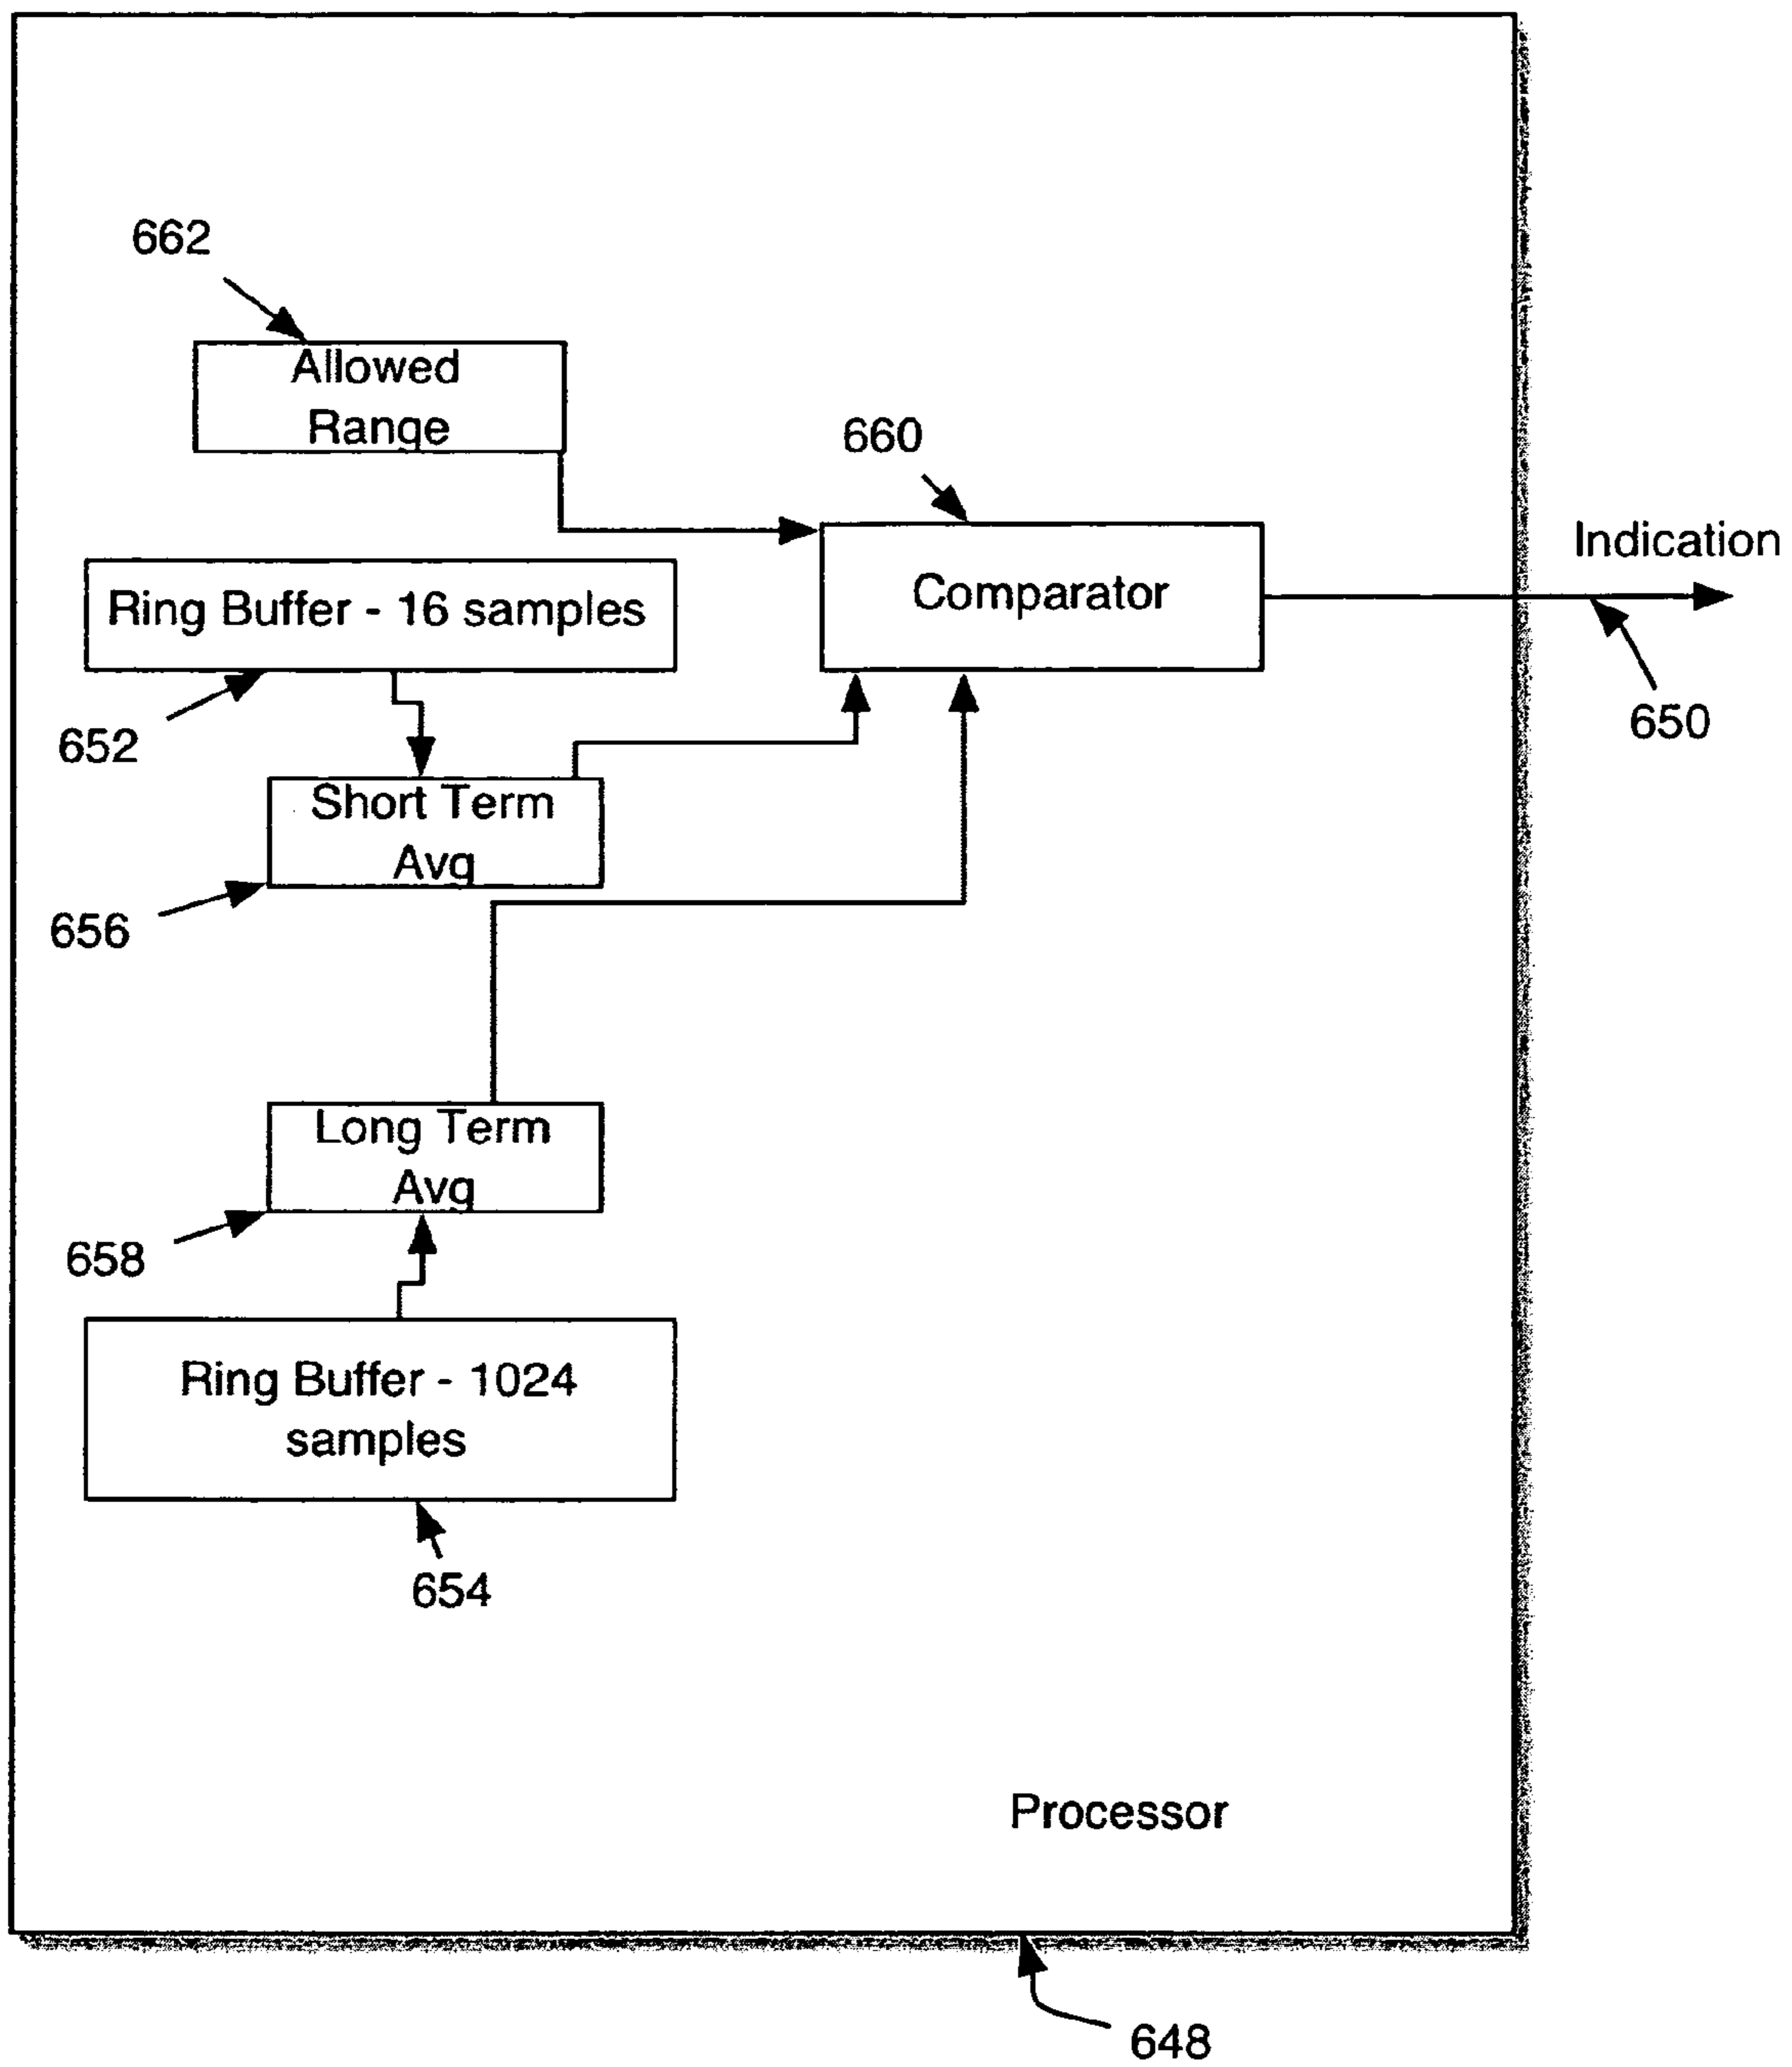 662
Allowed
Range
660
Comparator
Indication
650
Ring Buffer - 16 samples
652
Short Term
Avg
656
Long Term
Avg
658
Ring Buffer - 1024
samples
654
Processor
648